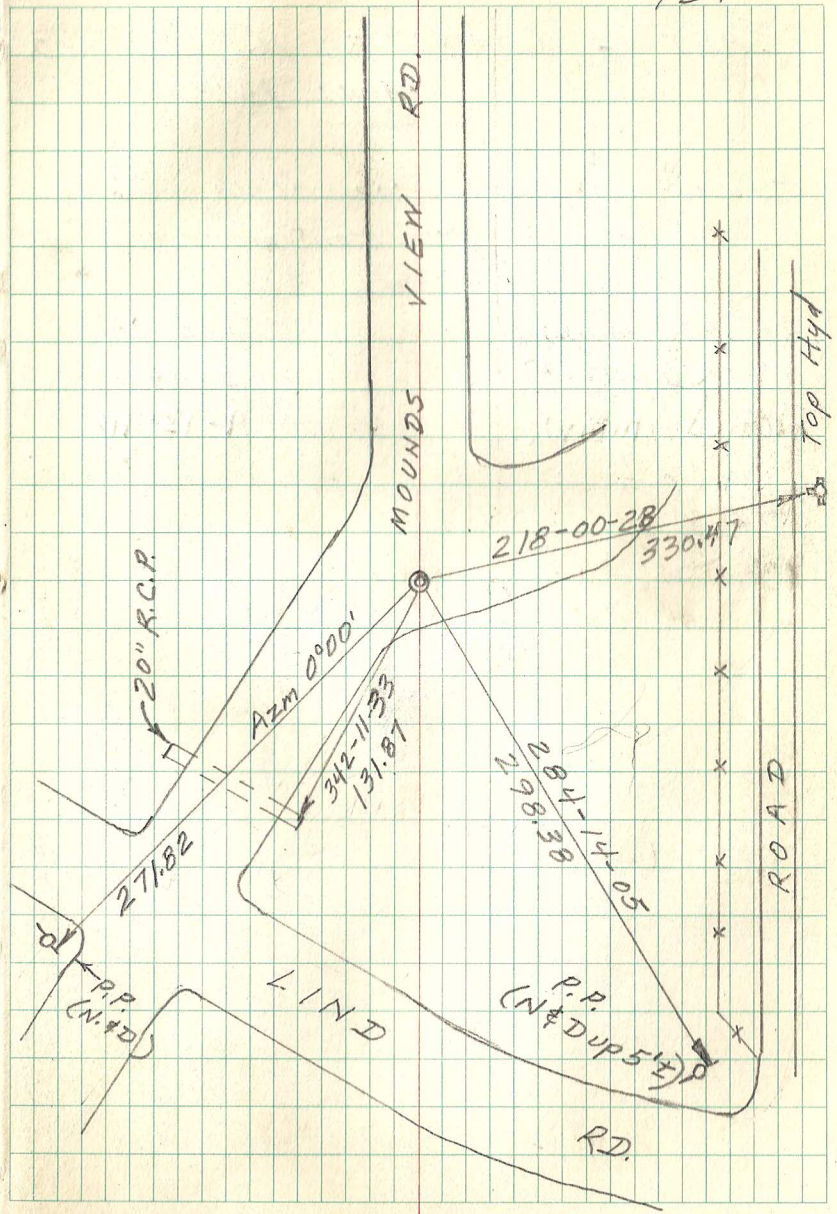 MOUNDS VIEW RD.
Top Hyd
218-00-28
330.47
20" R.C.P.
Azm 0°00'
342-11-33
131.87
284-14-05
298.38
271.82
ROAD
P.P.
(N.&D)
LIND
RD.
P.P.
(N&D up 5'±)